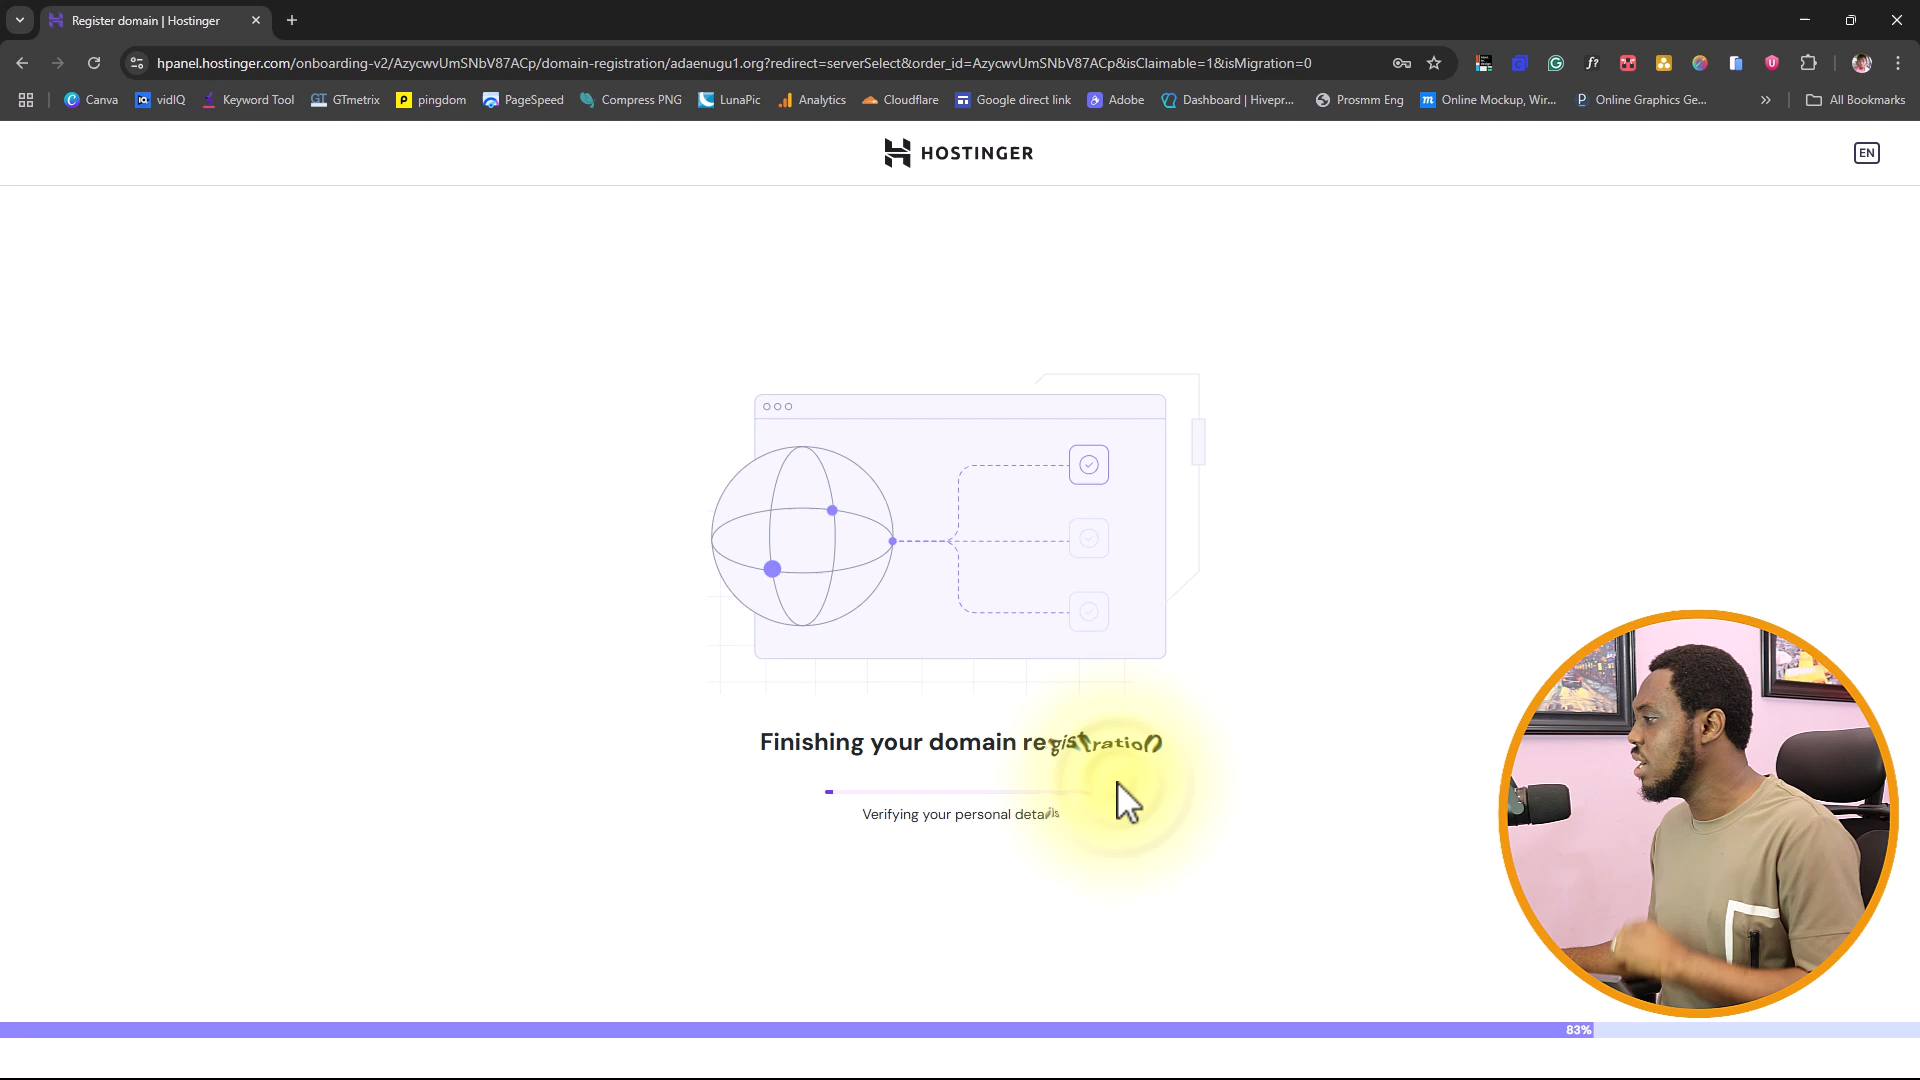 Register domain | Hostinger
hpanel.hostinger.com/onboarding-v2/AzycwvUmSNbV87ACp/domain-registration/adaenugu1.org?redirect=serverSelect&order_id=AzycwvUmSNbV87ACp&isClaimable=1&isMigration=0
Canva vidIQ Keyword Tool GTmetrix pingdom PageSpeed Compress PNG LunaPic Analytics Cloudflare Google direct link Adobe Dashboard | Hivepr... Prosmm Eng Online Mockup, Wir... Online Graphics Ge... All Bookmarks
HOSTINGER
EN
Finishing your domain registration
Verifying your personal details
83%